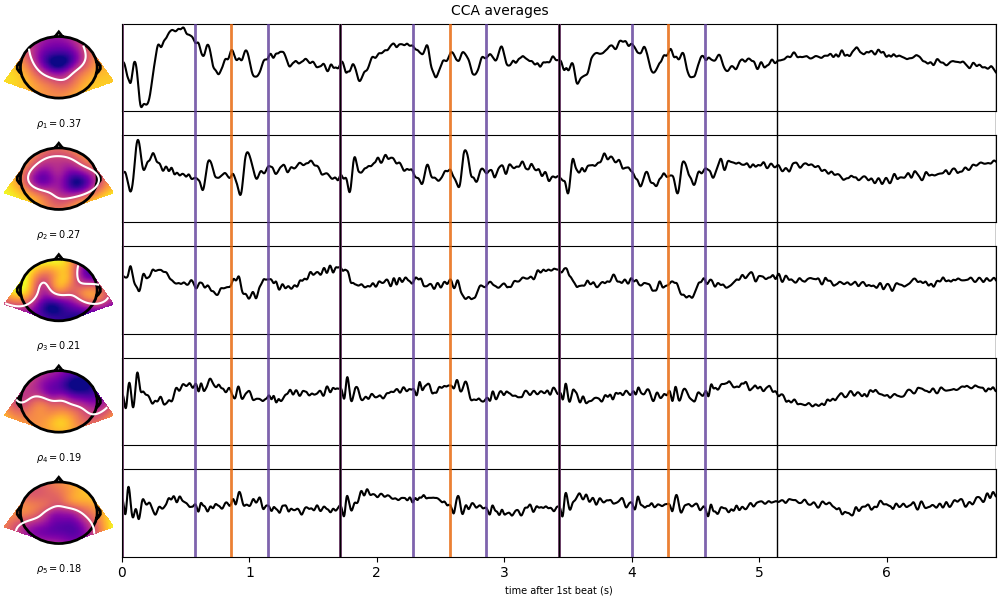 CCA averages
ρ₁ = 0.37
ρ₂ = 0.27
ρ₃ = 0.21
ρ₄ = 0.19
ρ₅ = 0.18
0 1 2 3 4 5 6
time after 1st beat (s)